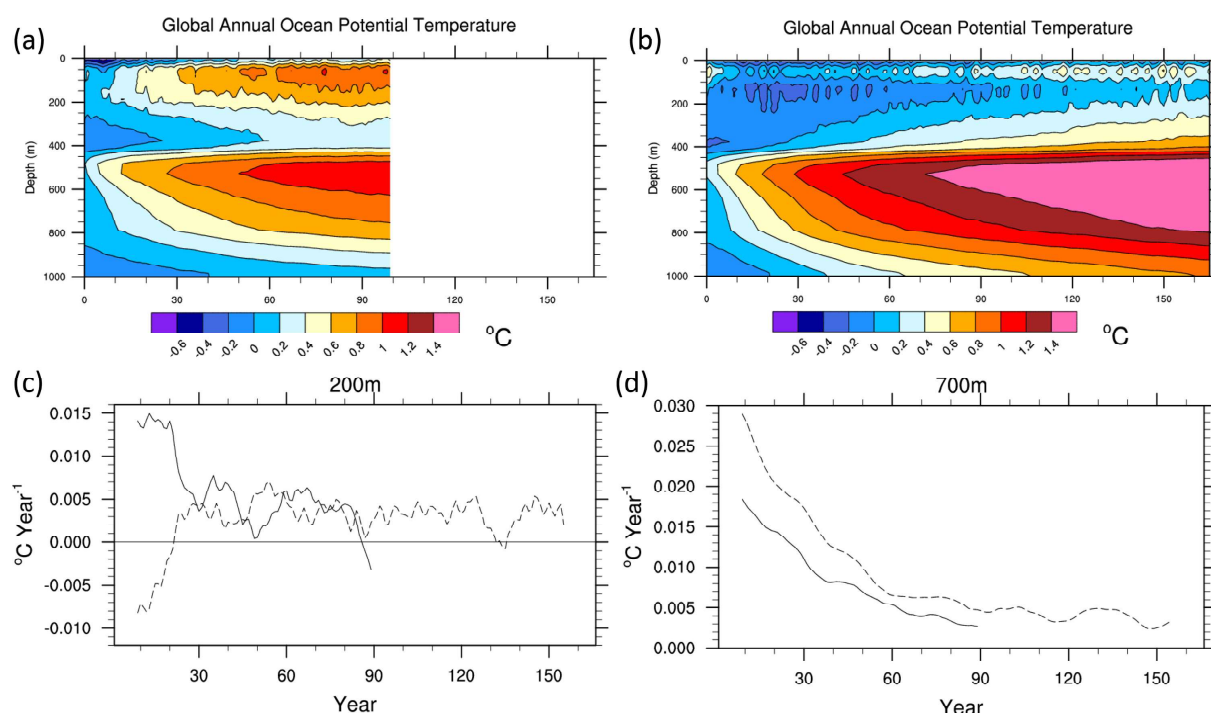 (a)
Global Annual Ocean Potential Temperature
0
200
400
600
800
1000
Depth (m)
0 30 60 90 120 150
-0.6 -0.4 -0.2 0 0.2 0.4 0.6 0.8 1 1.2 1.4
°C
(b)
Global Annual Ocean Potential Temperature
0
200
400
600
800
1000
Depth (m)
0 30 60 90 120 150
-0.6 -0.4 -0.2 0 0.2 0.4 0.6 0.8 1 1.2 1.4
°C
(c)
200m
0.015
0.010
0.005
0.000
-0.005
-0.010
°C Year⁻¹
30 60 90 120 150
Year
(d)
700m
0.030
0.025
0.020
0.015
0.010
0.005
0.000
°C Year⁻¹
30 60 90 120 150
Year